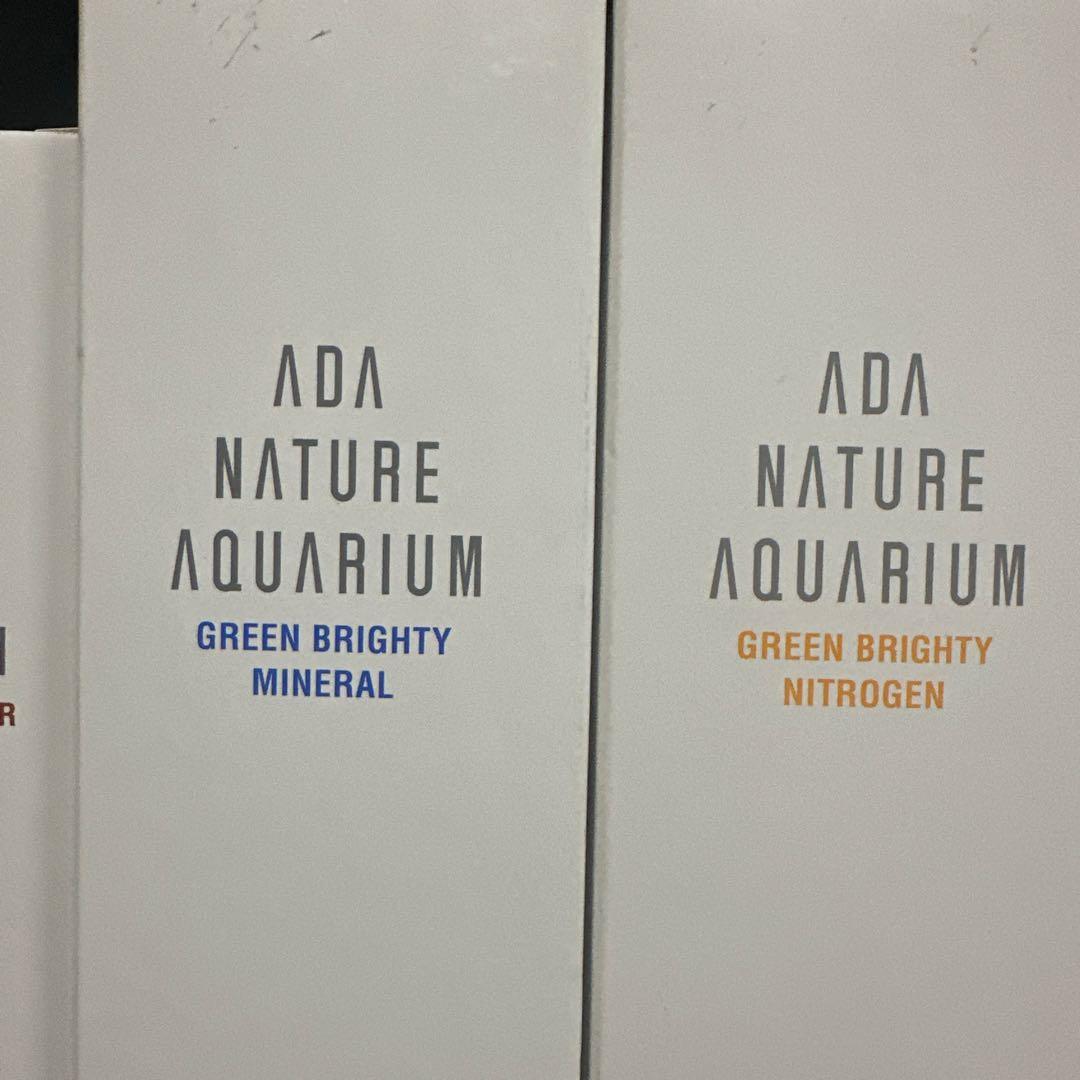 ADA
NATURE
AQUARIUM
GREEN BRIGHTY
MINERAL
ADA
NATURE
AQUARIUM
GREEN BRIGHTY
NITROGEN